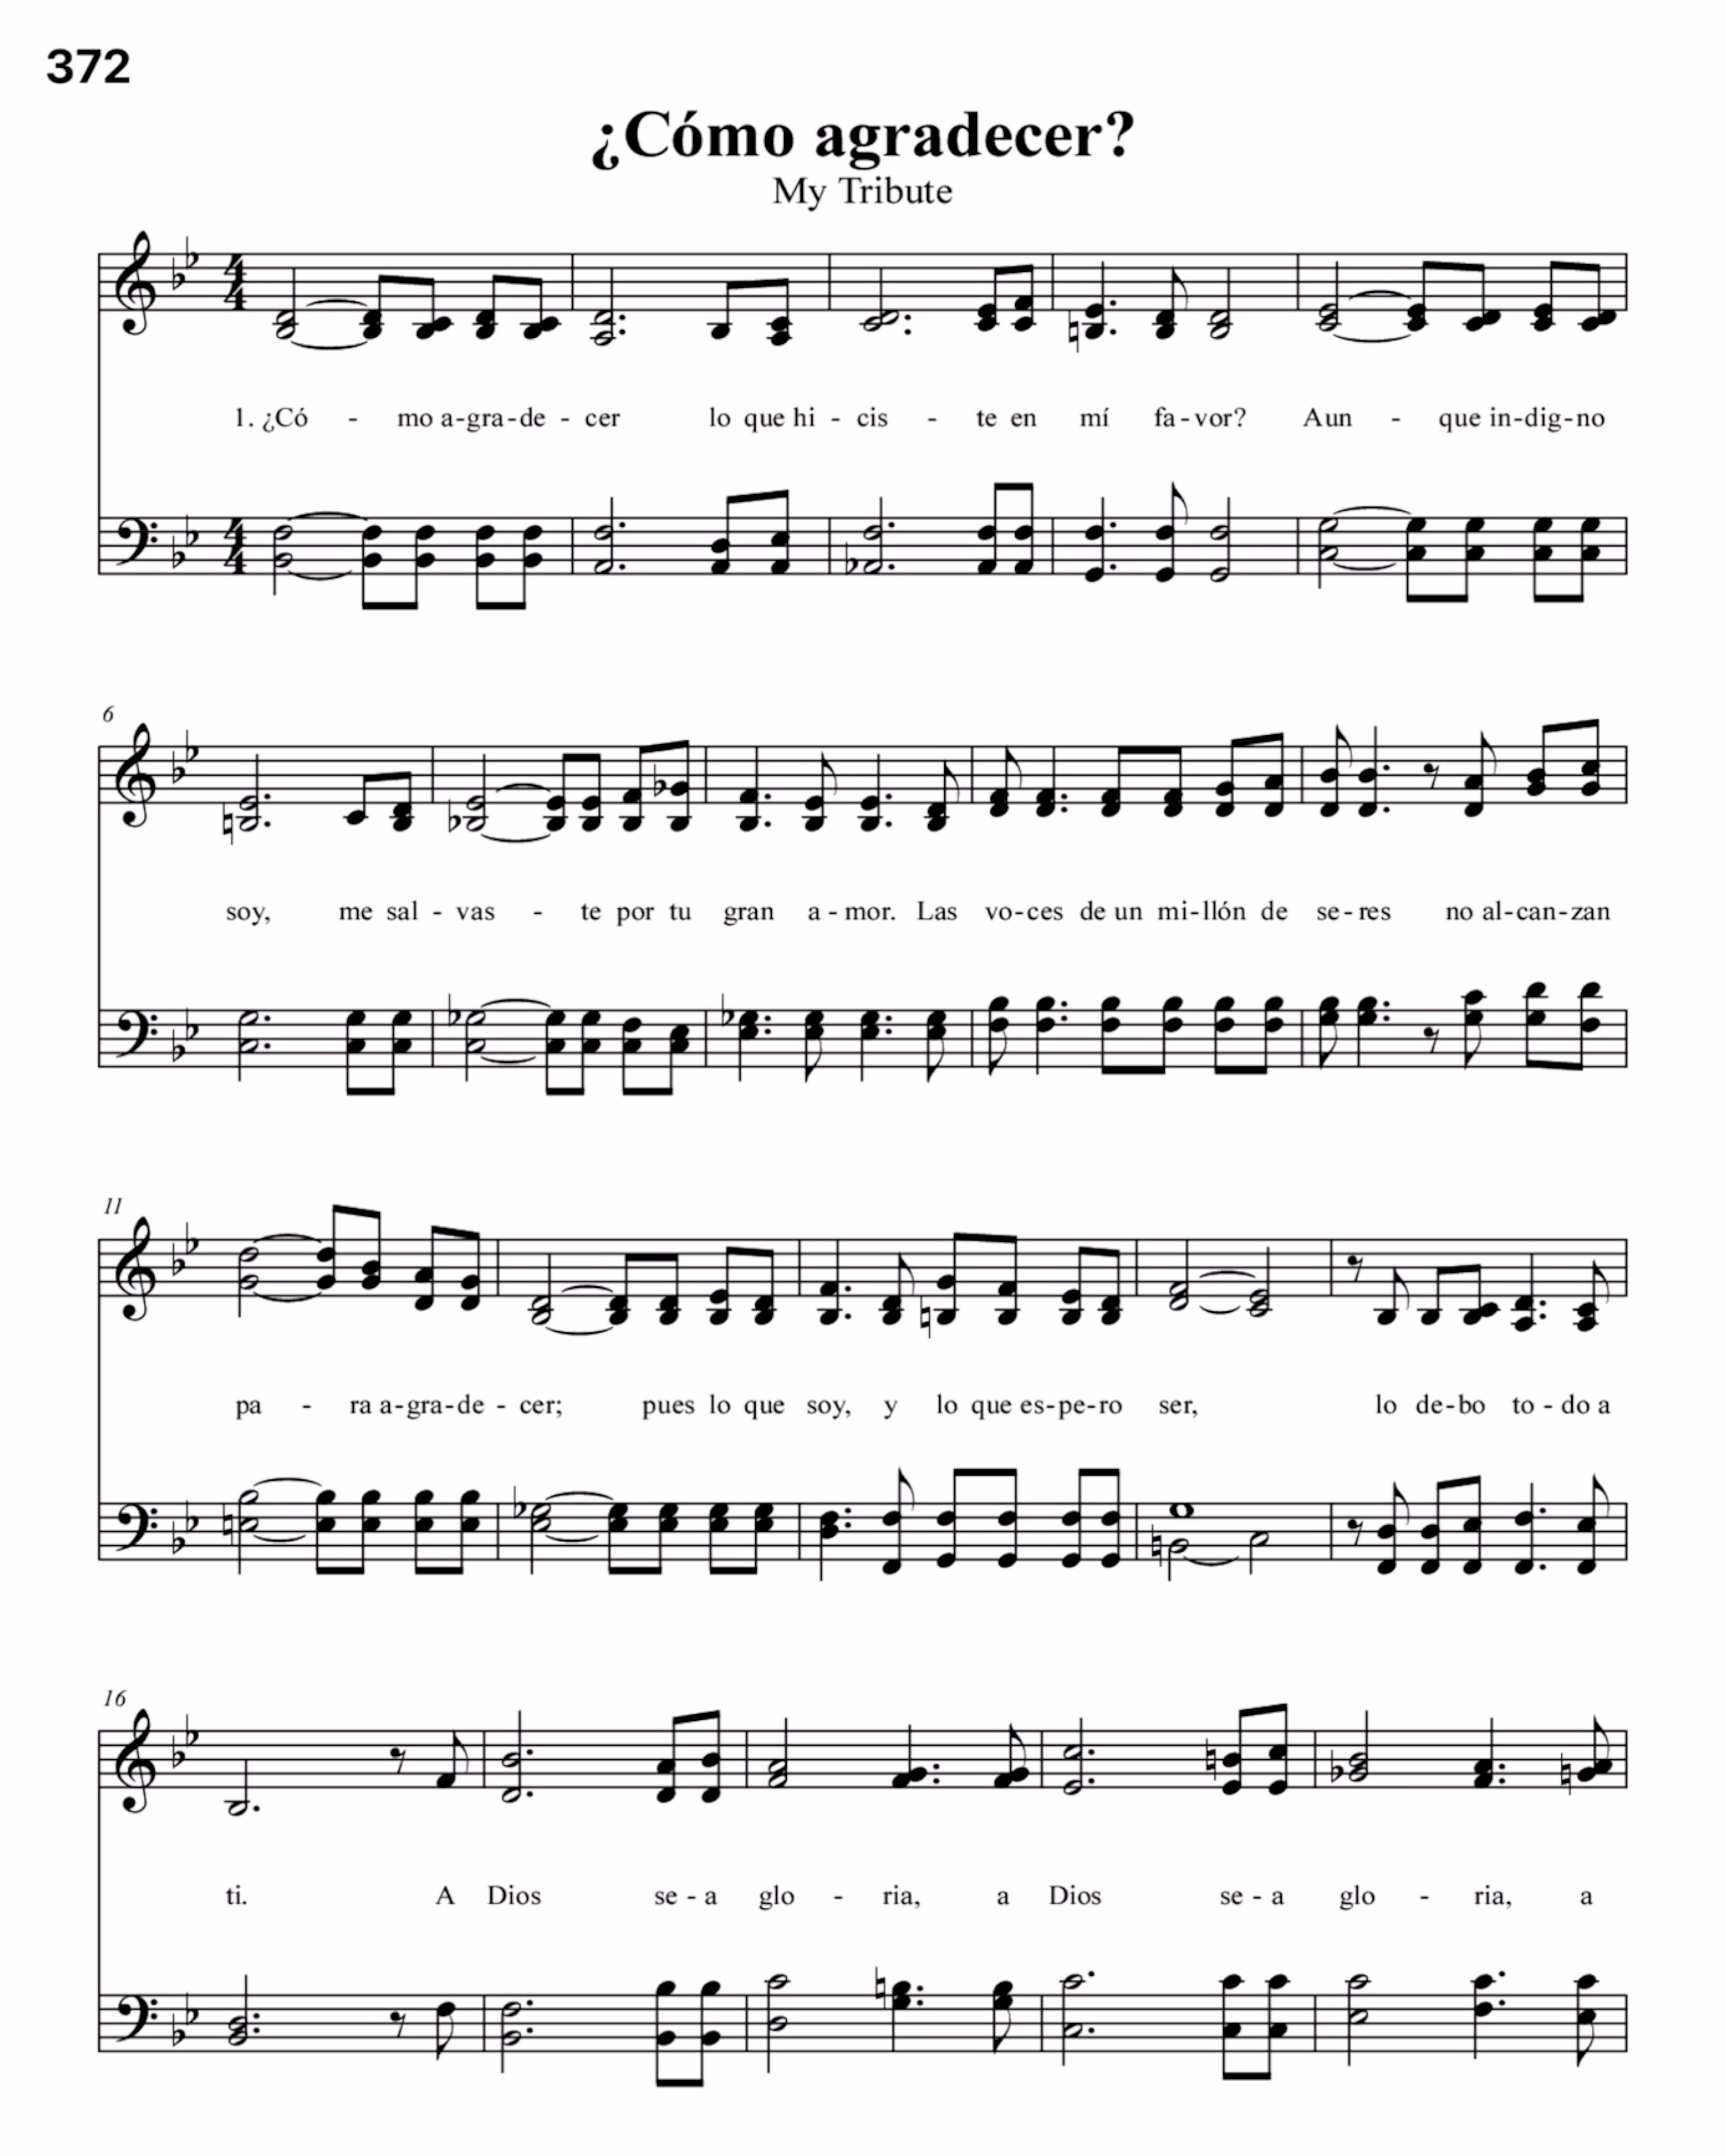 372
¿Cómo agradecer?
My Tribute
4 4
1. ¿Có - mo a-gra-de - cer lo que hi - cis - te en mí fa-vor? Aun - que in-dig-no
4 4
6
soy, me sal - vas - te por tu gran a - mor. Las vo-ces de un mi-llón de se-res no al-can-zan
11
pa - ra a-gra-de - cer; pues lo que soy, y lo que es-pe-ro ser, lo de-bo to - do a
16
ti. A Dios se - a glo - ria, a Dios se - a glo - ria, a